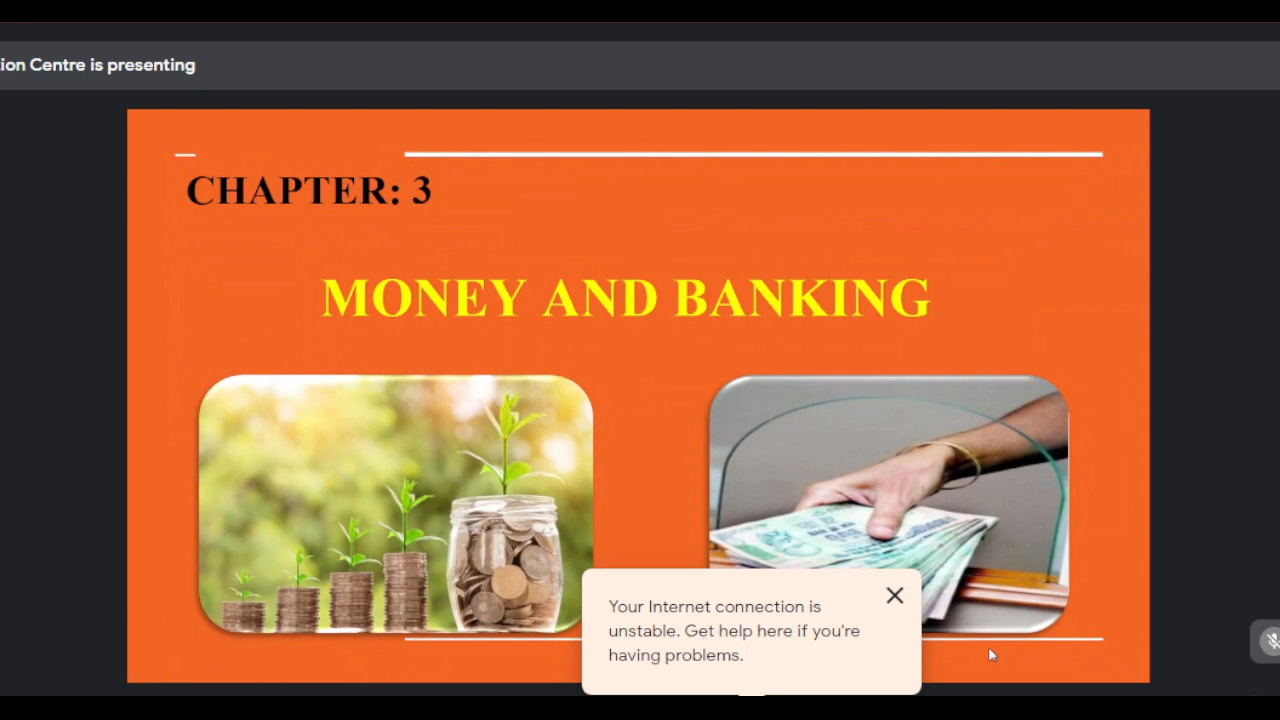 ion Centre is presenting
CHAPTER: 3
MONEY AND BANKING
Your Internet connection is
unstable. Get help here if you're
having problems.